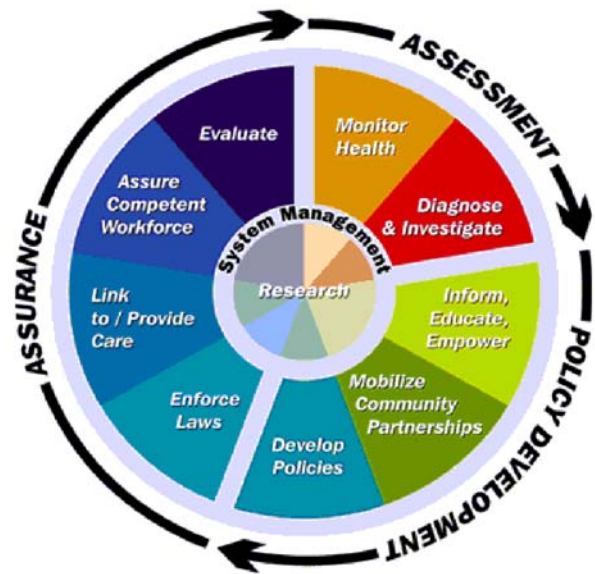 ASSESSMENT
Monitor
Health
Diagnose
& Investigate
POLICY DEVELOPMENT
Inform,
Educate,
Empower
Mobilize
Community
Partnerships
Develop
Policies
ASSURANCE
Enforce
Laws
Link
to / Provide
Care
Assure
Competent
Workforce
Evaluate
System Management
Research